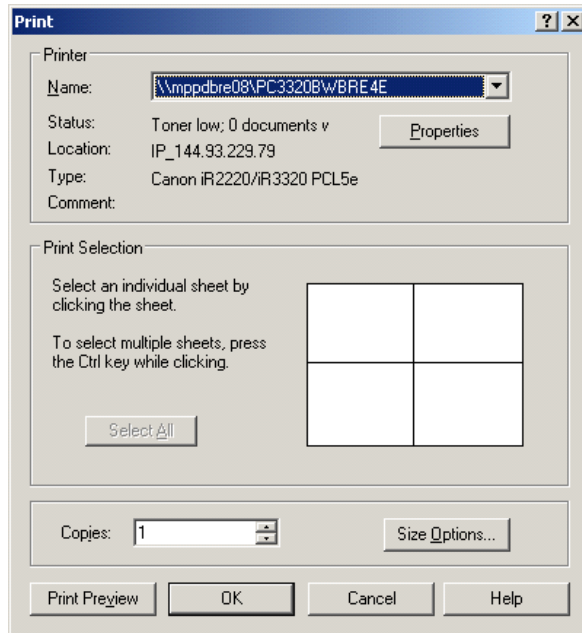 Print
Printer
Name: \\mppdbre08\PC3320BWBRE4E
Status: Toner low; 0 documents v
Properties
Location: IP_144.93.229.79
Type: Canon iR2220/iR3320 PCL5e
Comment:
Print Selection
Select an individual sheet by
clicking the sheet.
To select multiple sheets, press
the Ctrl key while clicking.
Select All
Copies: 1
Size Options...
Print Preview OK Cancel Help